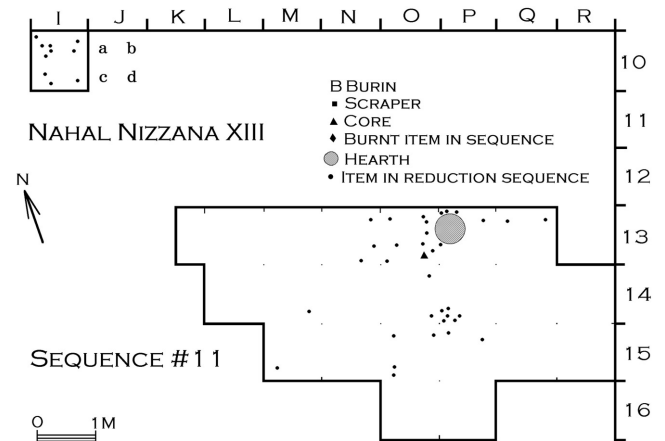 I J K L M N O P Q R
a b
c d
10
11
12
13
14
15
16
B BURIN
SCRAPER
CORE
BURNT ITEM IN SEQUENCE
HEARTH
ITEM IN REDUCTION SEQUENCE
NAHAL NIZZANA XIII
N
SEQUENCE #11
0 1M